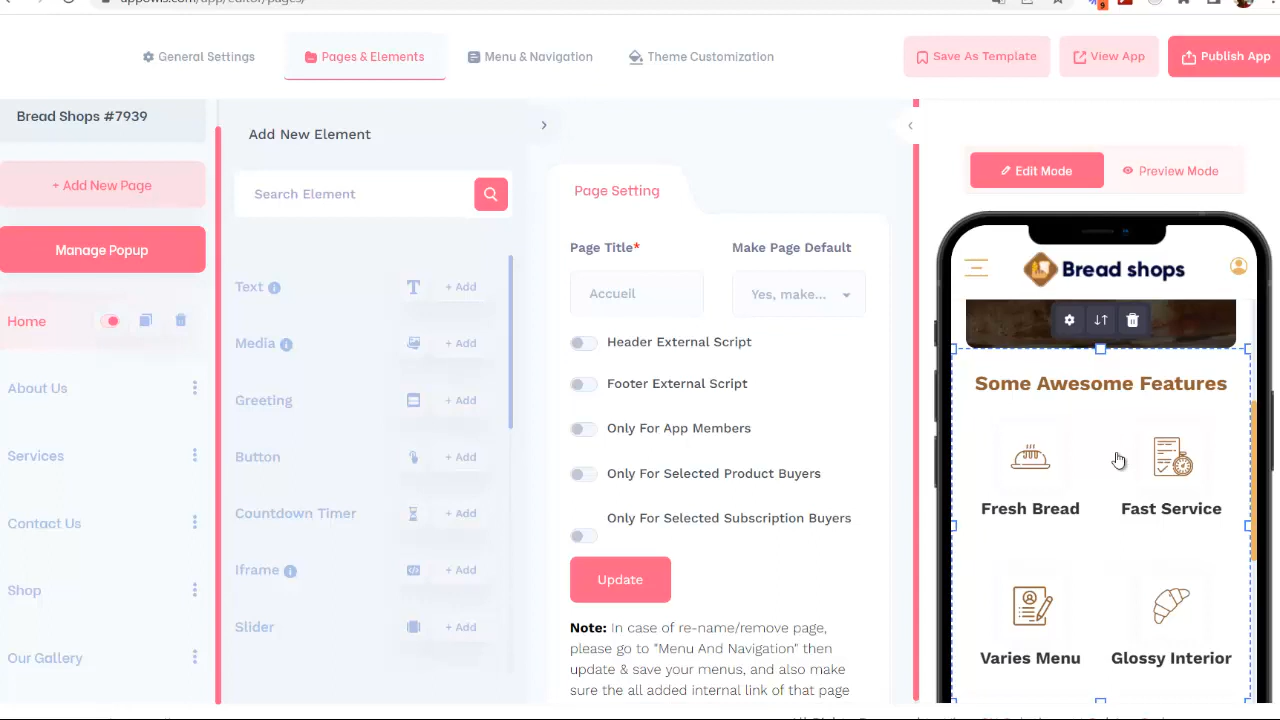 General Settings
Pages & Elements
Menu & Navigation
Theme Customization
Save As Template
View App
Publish App
Bread Shops #7939
+ Add New Page
Manage Popup
Home
About Us
Services
Contact Us
Shop
Our Gallery
Add New Element
Search Element
Text
+ Add
Media
+ Add
Greeting
+ Add
Button
+ Add
Countdown Timer
+ Add
Iframe
+ Add
Slider
+ Add
Page Setting
Page Title*
Make Page Default
Accueil
Yes, make...
Header External Script
Footer External Script
Only For App Members
Only For Selected Product Buyers
Only For Selected Subscription Buyers
Update
Note: In case of re-name/remove page,
please go to "Menu And Navigation" then
update & save your menus, and also make
sure the all added internal link of that page
Edit Mode
Preview Mode
Bread shops
Some Awesome Features
Fresh Bread
Fast Service
Varies Menu
Glossy Interior